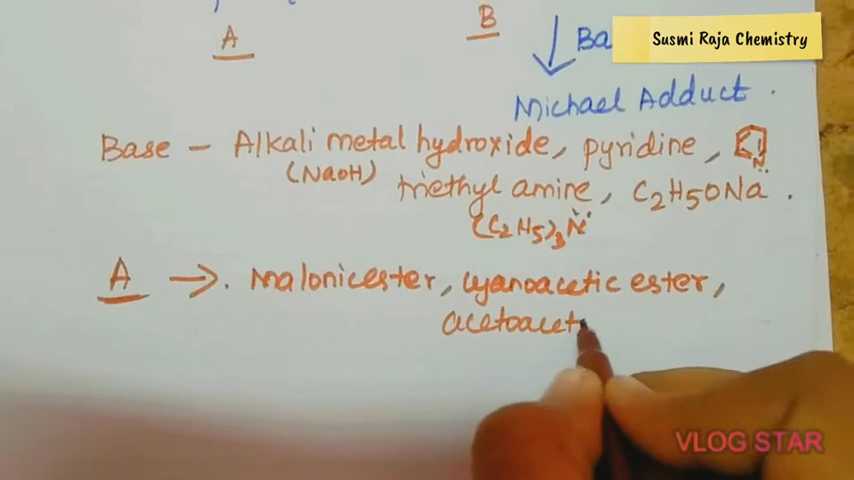 A
B
Ba
Susmi Raja Chemistry
Michael Adduct.
Base - Alkali metal hydroxide, pyridine, N
(NaOH) triethyl amine, C2H5ONa.
(C2H5)3N
A → . Malonicester, cyanoacetic ester,
acetoacet
VLOG STAR